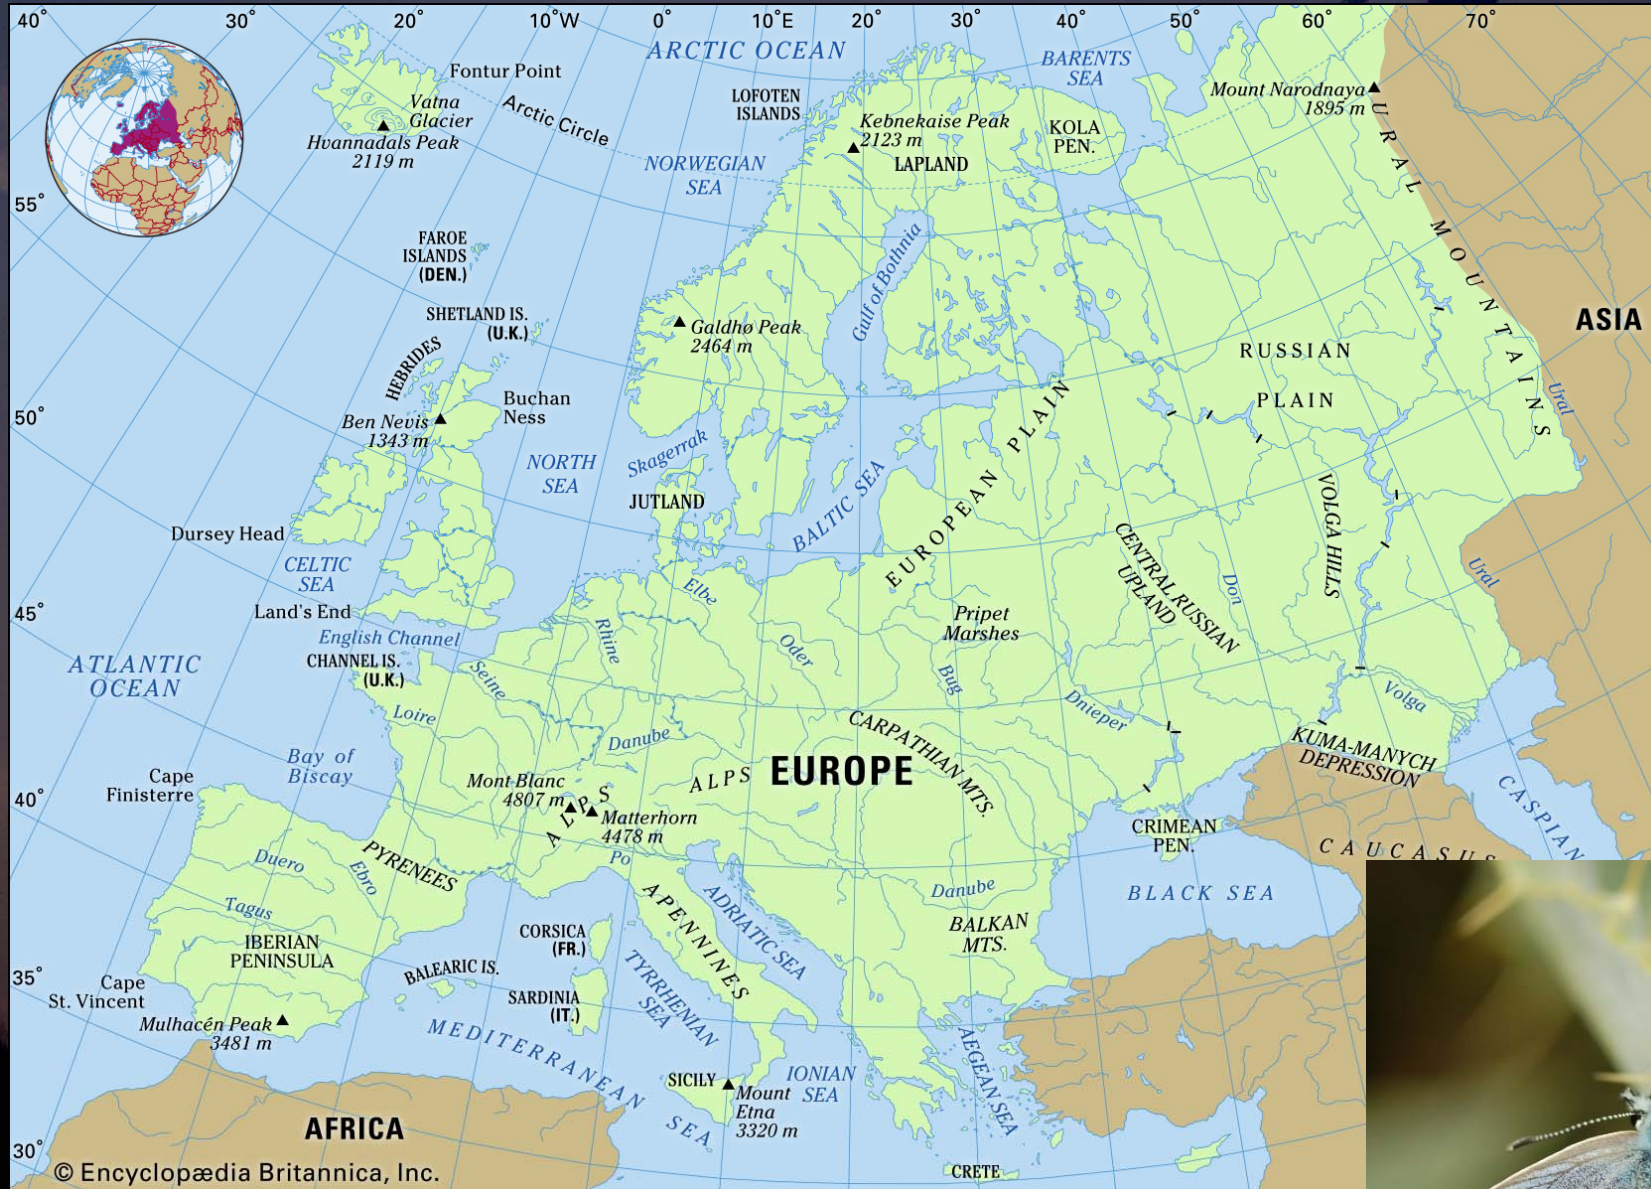 40°
30°
20°
10°W
0°
10°E
20°
30°
40°
50°
60°
70°
ARCTIC OCEAN
BARENTS
SEA
Fontur Point
Vatna
Glacier
Hvannadals Peak
2119 m
Arctic Circle
LOFOTEN
ISLANDS
Kebnekaise Peak
2123 m
LAPLAND
KOLA
PEN.
Mount Narodnaya
1895 m
URAL MOUNTAINS
NORWEGIAN
SEA
55°
FAROE
ISLANDS
(DEN.)
SHETLAND IS.
(U.K.)
HEBRIDES
Galdhø Peak
2464 m
Gulf of Bothnia
ASIA
RUSSIAN
PLAIN
Ural
50°
Ben Nevis
1343 m
Buchan
Ness
NORTH
SEA
Skagerrak
JUTLAND
BALTIC SEA
EUROPEAN PLAIN
VOLGA HILLS
CENTRAL RUSSIAN
UPLAND
Don
Ural
Dursey Head
CELTIC
SEA
Land's End
45°
English Channel
CHANNEL IS.
(U.K.)
ATLANTIC
OCEAN
Elbe
Rhine
Oder
Pripet
Marshes
Bug
Dnieper
Volga
Seine
Loire
Danube
CARPATHIAN MTS.
KUMA-MANYCH
DEPRESSION
Bay of
Biscay
Cape
Finisterre
40°
Mont Blanc
4807 m
ALPS
Matterhorn
4478 m
ALPS
EUROPE
CRIMEAN
PEN.
CASPIAN
CAUCASUS
Duero
Ebro
PYRENEES
Po
Tagus
IBERIAN
PENINSULA
APENNINES
ADRIATIC SEA
Danube
BALKAN
MTS.
BLACK SEA
35°
Cape
St. Vincent
CORSICA
(FR.)
BALEARIC IS.
SARDINIA
(IT.)
TYRRHENIAN
SEA
Mulhacén Peak
3481 m
MEDITERRANEAN SEA
SICILY
Mount
Etna
3320 m
IONIAN
SEA
AEGEAN SEA
AFRICA
30°
CRETE
© Encyclopædia Britannica, Inc.